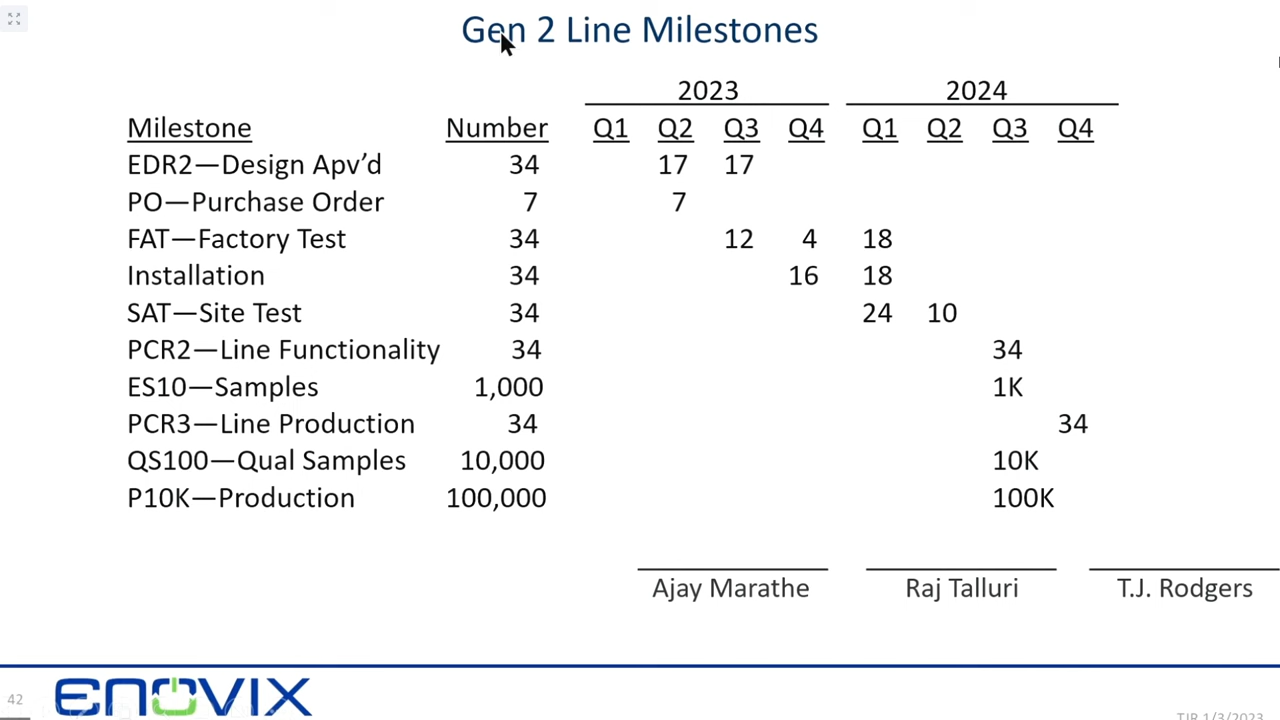 Gen 2 Line Milestones
2023 2024
Milestone Number Q1 Q2 Q3 Q4 Q1 Q2 Q3 Q4
EDR2—Design Apv’d 34 17 17
PO—Purchase Order 7 7
FAT—Factory Test 34 12 4 18
Installation 34 16 18
SAT—Site Test 34 24 10
PCR2—Line Functionality 34 34
ES10—Samples 1,000 1K
PCR3—Line Production 34 34
QS100—Qual Samples 10,000 10K
P10K—Production 100,000 100K
Ajay Marathe Raj Talluri T.J. Rodgers
42 ENOVIX TJR 1/3/2023